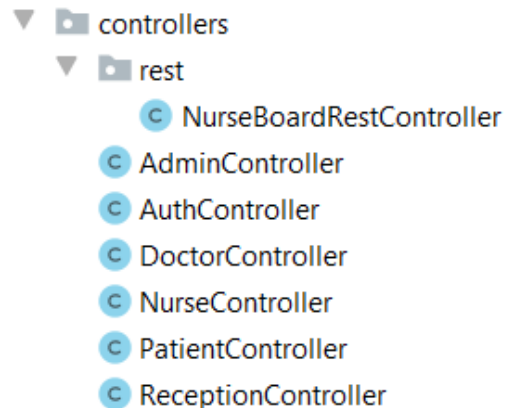 controllers
rest
C NurseBoardRestController
C AdminController
C AuthController
C DoctorController
C NurseController
C PatientController
C ReceptionController